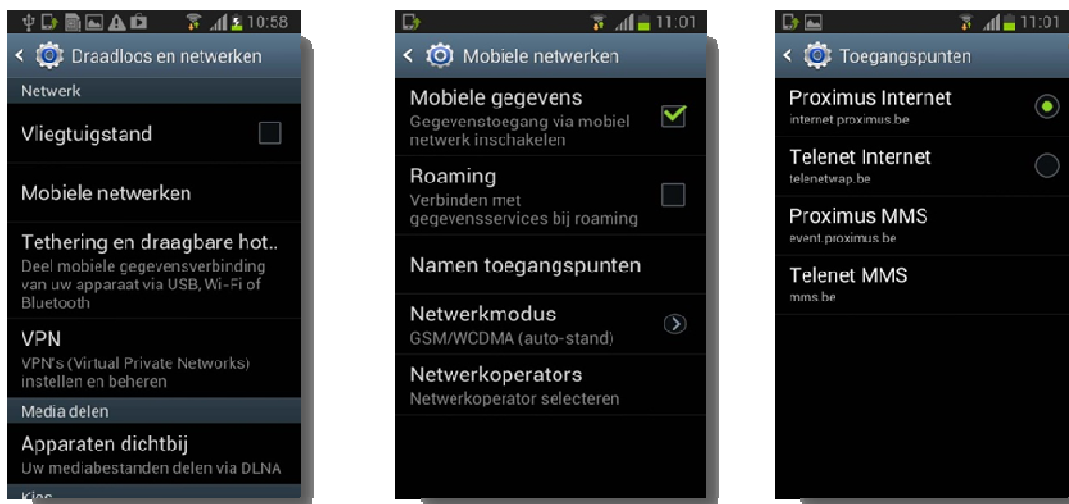 10:58
Draadloos en netwerken
Netwerk
Vliegtuigstand
Mobiele netwerken
Tethering en draagbare hot..
Deel mobiele gegevensverbinding
van uw apparaat via USB, Wi-Fi of
Bluetooth
VPN
VPN's (Virtual Private Networks)
instellen en beheren
Media delen
Apparaten dichtbij
Uw mediabestanden delen via DLNA
Kies
11:01
Mobiele netwerken
Mobiele gegevens
Gegevenstoegang via mobiel
netwerk inschakelen
Roaming
Verbinden met
gegevensservices bij roaming
Namen toegangspunten
Netwerkmodus
GSM/WCDMA (auto-stand)
Netwerkoperators
Netwerkoperator selecteren
11:01
Toegangspunten
Proximus Internet
internet.proximus.be
Telenet Internet
telenetwap.be
Proximus MMS
event.proximus.be
Telenet MMS
mms.be